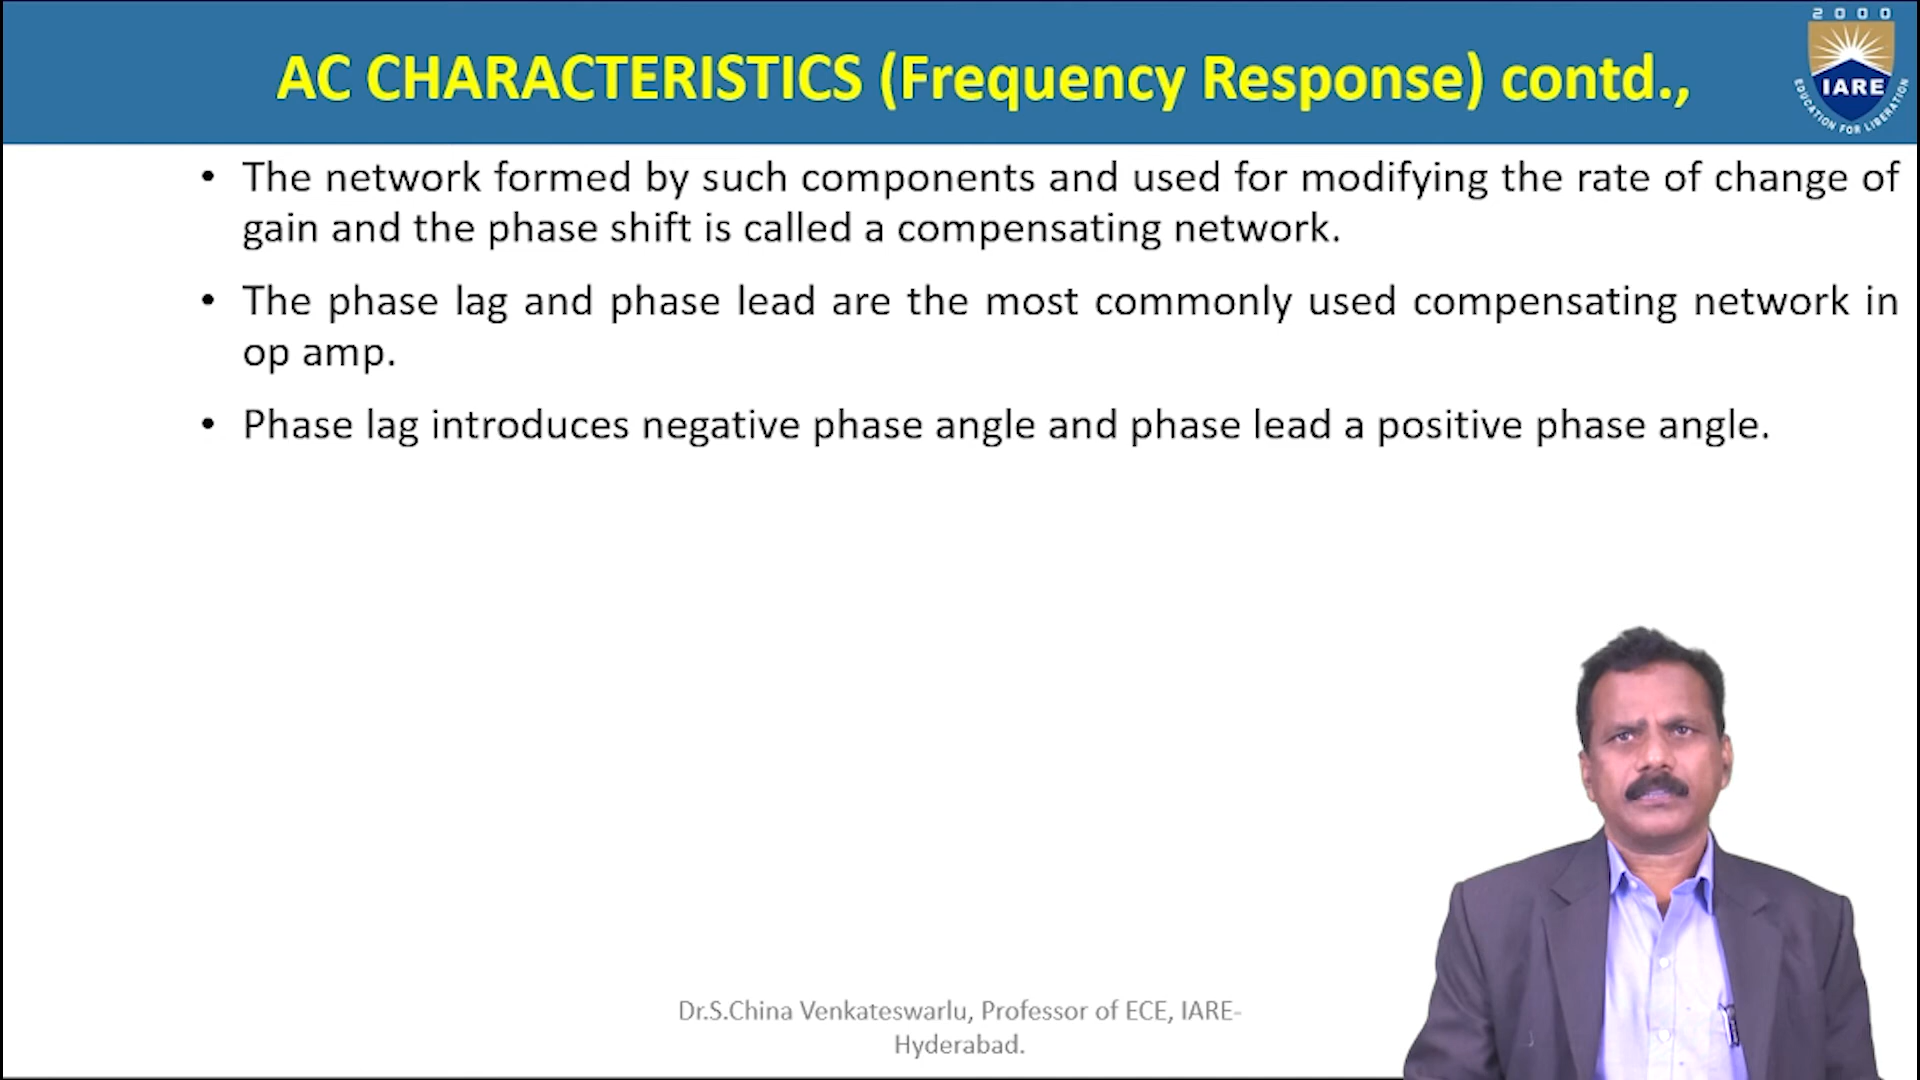 AC CHARACTERISTICS (Frequency Response) contd.,
2000
IARE
EDUCATION FOR LIBERATION
• The network formed by such components and used for modifying the rate of change of
gain and the phase shift is called a compensating network.
• The phase lag and phase lead are the most commonly used compensating network in
op amp.
• Phase lag introduces negative phase angle and phase lead a positive phase angle.
Dr.S.China Venkateswarlu, Professor of ECE, IARE-
Hyderabad.